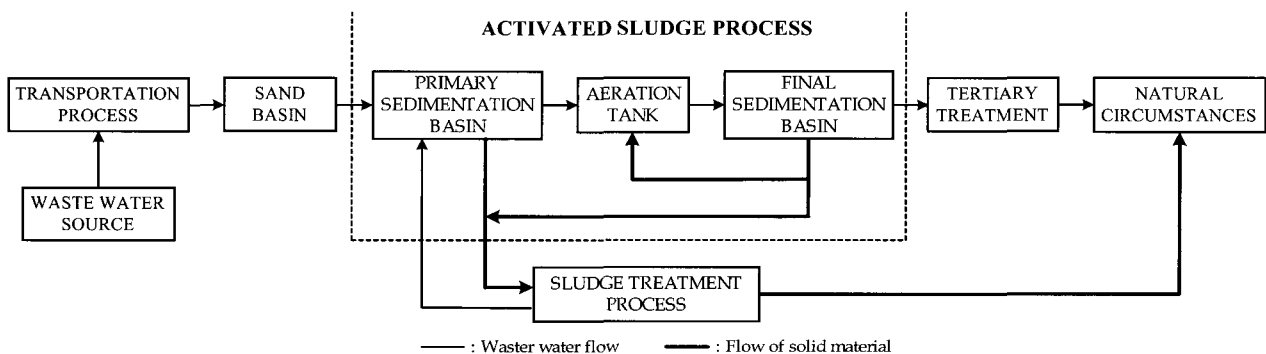 ACTIVATED SLUDGE PROCESS
TRANSPORTATION
PROCESS
SAND
BASIN
PRIMARY
SEDIMENTATION
BASIN
AERATION
TANK
FINAL
SEDIMENTATION
BASIN
TERTIARY
TREATMENT
NATURAL
CIRCUMSTANCES
WASTE WATER
SOURCE
SLUDGE TREATMENT
PROCESS
: Waster water flow
: Flow of solid material